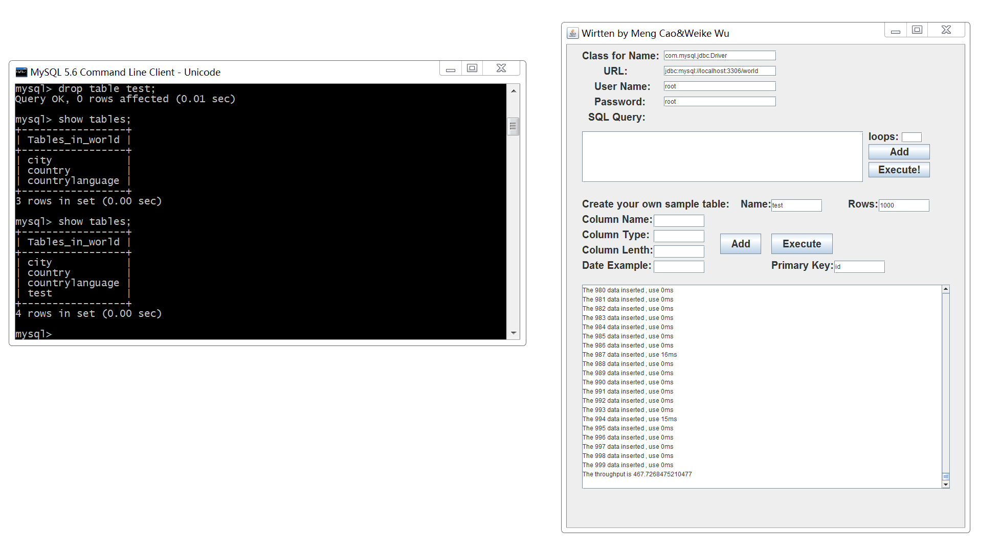 MySQL 5.6 Command Line Client - Unicode
mysql> drop table test;
Query OK, 0 rows affected (0.01 sec)
mysql> show tables;
+-----------------+
| Tables_in_world |
+-----------------+
| city            |
| country         |
| countrylanguage |
+-----------------+
3 rows in set (0.00 sec)
mysql> show tables;
+-----------------+
| Tables_in_world |
+-----------------+
| city            |
| country         |
| countrylanguage |
| test            |
+-----------------+
4 rows in set (0.00 sec)
mysql>
Wirtten by Meng Cao&Weike Wu
Class for Name: com.mysql.jdbc.Driver
URL: jdbc:mysql://localhost:3306/world
User Name: root
Password: root
SQL Query:
loops:
Add
Execute!
Create your own sample table: Name: test Rows: 1000
Column Name:
Column Type:
Add Execute
Column Lenth:
Date Example: Primary Key: id
The 980 data inserted , use 0ms
The 981 data inserted , use 0ms
The 982 data inserted , use 0ms
The 983 data inserted , use 0ms
The 984 data inserted , use 0ms
The 985 data inserted , use 0ms
The 986 data inserted , use 0ms
The 987 data inserted , use 16ms
The 988 data inserted , use 0ms
The 989 data inserted , use 0ms
The 990 data inserted , use 0ms
The 991 data inserted , use 0ms
The 992 data inserted , use 0ms
The 993 data inserted , use 0ms
The 994 data inserted , use 15ms
The 995 data inserted , use 0ms
The 996 data inserted , use 0ms
The 997 data inserted , use 0ms
The 998 data inserted , use 0ms
The 999 data inserted , use 0ms
The throughput is 467.7268475210477